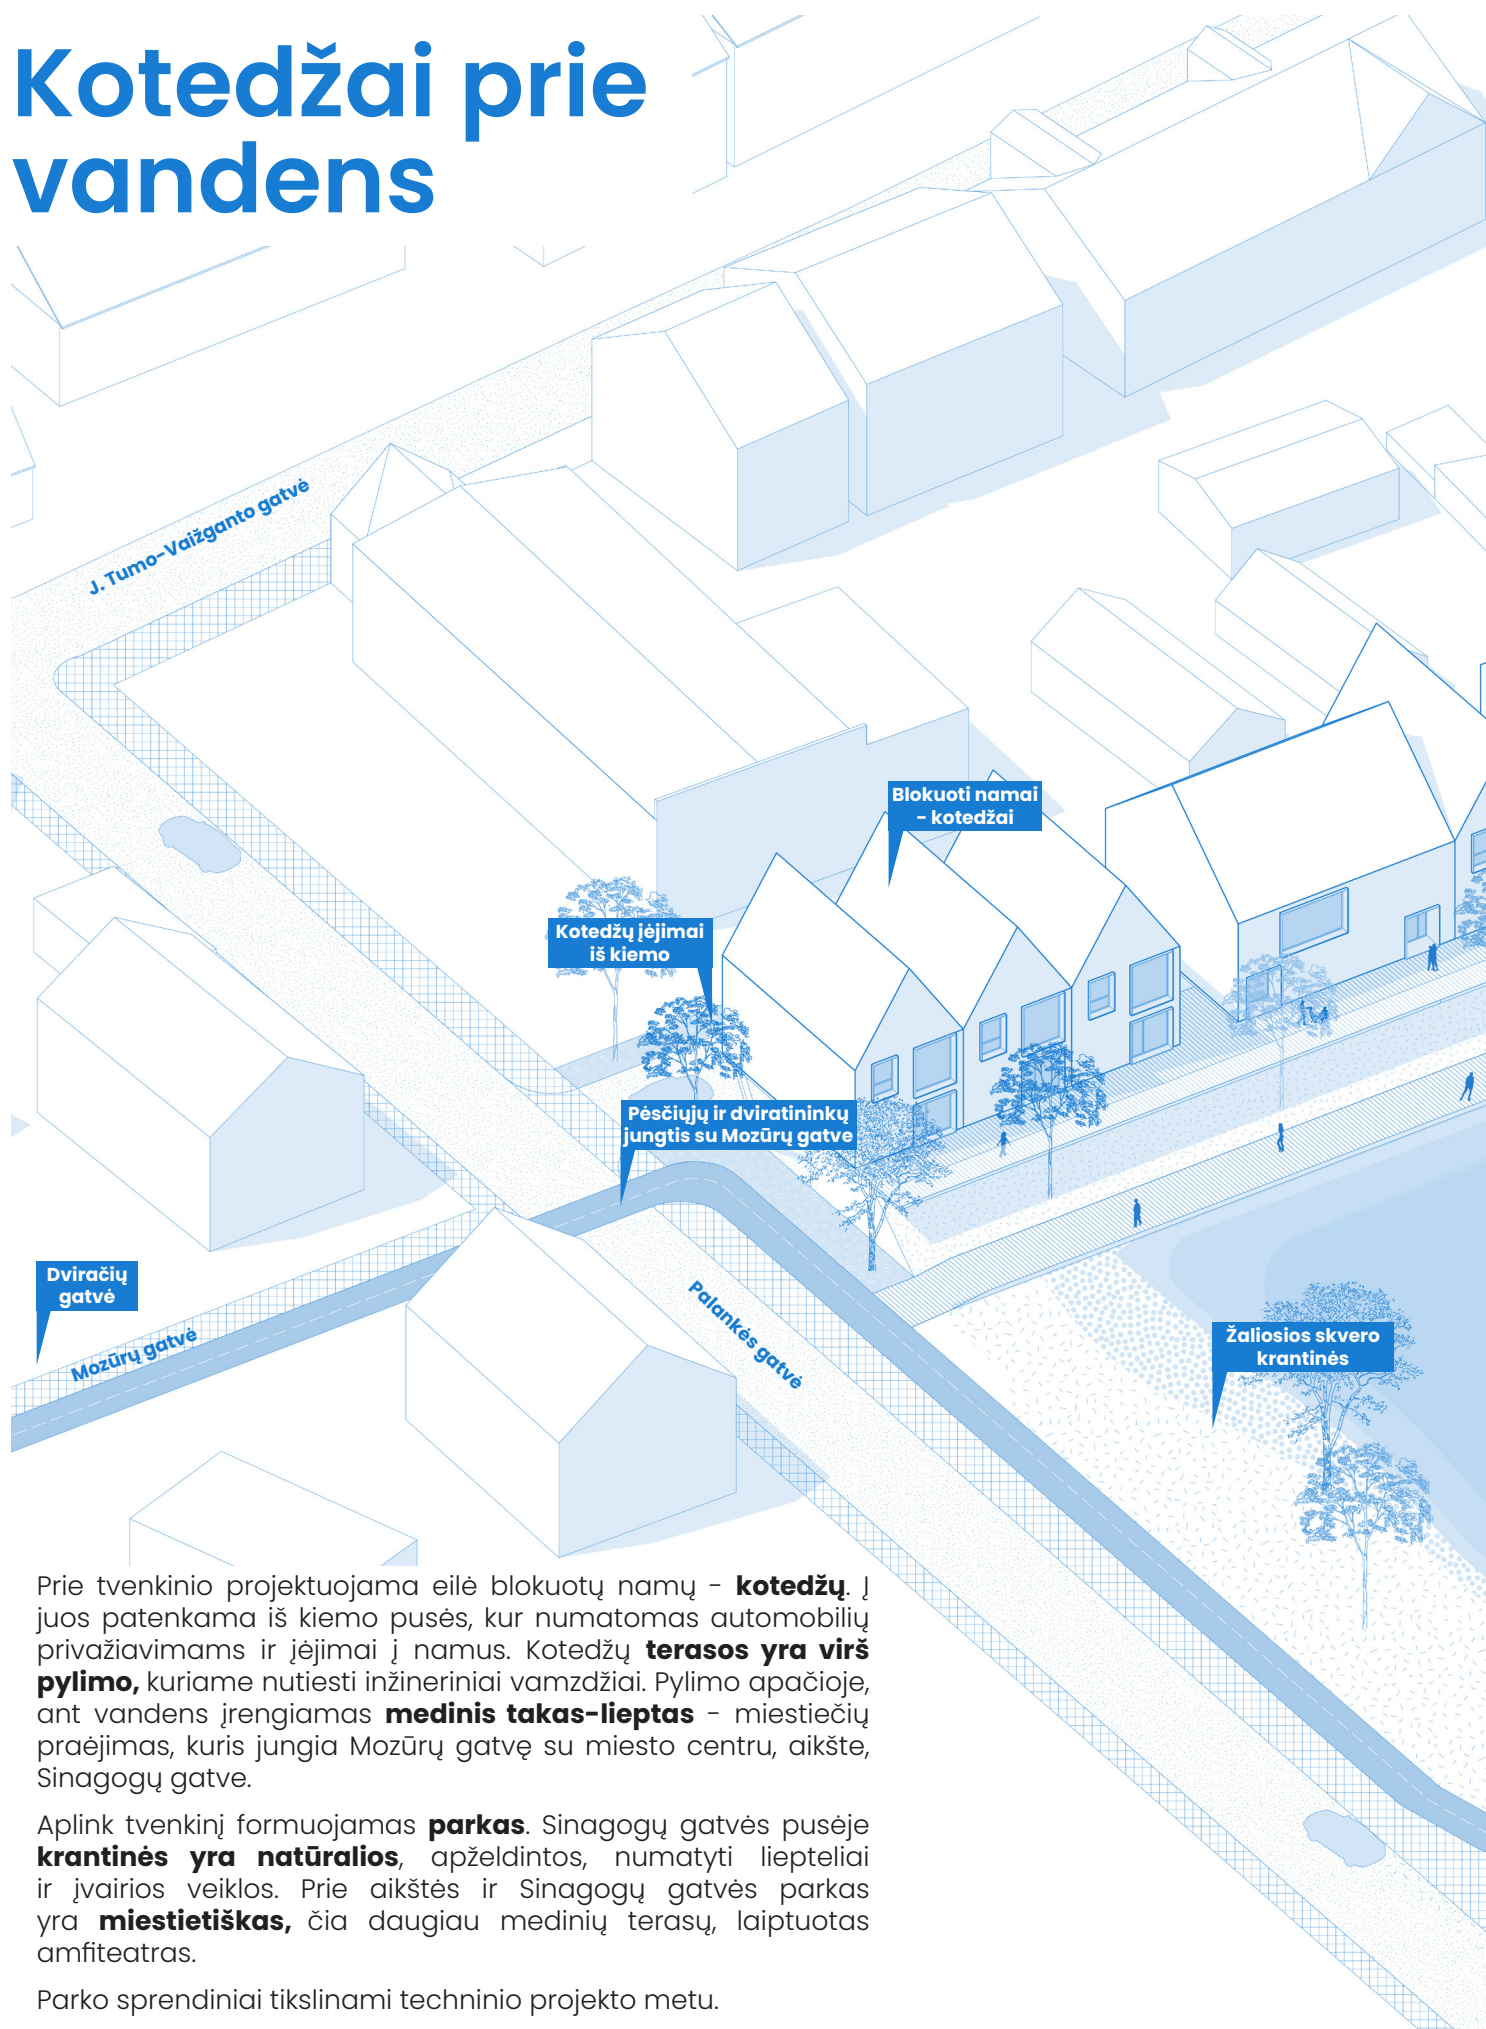 Kotedžai prie
vandens
J. Tumo-Vaižganto gatvė
Blokuoti namai
- kotedžai
Kotedžų įėjimai
iš kiemo
Pėsčiųjų ir dviratininkų
jungtis su Mozūrų gatve
Dviračių
gatvė
Mozūrų gatvė
Palankės gatvė
Žaliosios skvero
krantinės
Prie tvenkinio projektuojama eilė blokuotų namų - kotedžų. Į
juos patenkama iš kiemo pusės, kur numatomas automobilių
privažiavimams ir įėjimai į namus. Kotedžų terasos yra virš
pylimo, kuriame nutiesti inžineriniai vamzdžiai. Pylimo apačioje,
ant vandens įrengiamas medinis takas-lieptas - miestiečių
praėjimas, kuris jungia Mozūrų gatvę su miesto centru, aikšte,
Sinagogų gatve.
Aplink tvenkinį formuojamas parkas. Sinagogų gatvės pusėje
krantinės yra natūralios, apželdintos, numatyti liepteliai
ir įvairios veiklos. Prie aikštės ir Sinagogų gatvės parkas
yra miestietiškas, čia daugiau medinių terasų, laiptuotas
amfiteatras.
Parko sprendiniai tikslinami techninio projekto metu.